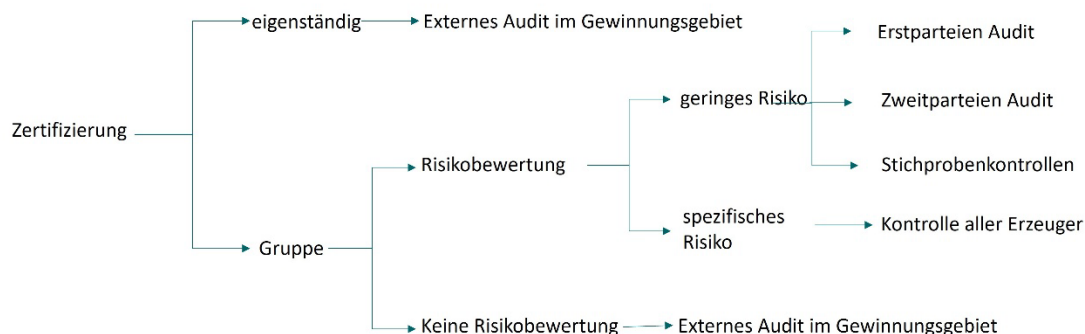 eigenständig
Externes Audit im Gewinnungsgebiet
Erstparteien Audit
geringes Risiko
Zweitparteien Audit
Zertifizierung
Risikobewertung
Stichprobenkontrollen
spezifisches
Risiko
Kontrolle aller Erzeuger
Gruppe
Keine Risikobewertung
Externes Audit im Gewinnungsgebiet